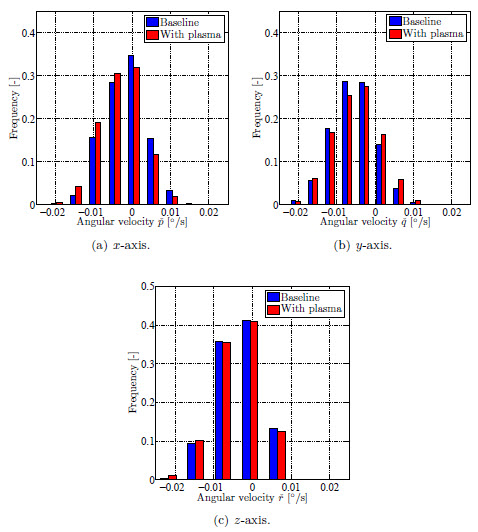 0.4
0.3
0.2
0.1
0
Frequency [-]
Baseline
With plasma
−0.02 −0.01 0 0.01 0.02
Angular velocity p̄ [°/s]
(a) x-axis.
0.4
0.3
0.2
0.1
0
Frequency [-]
Baseline
With plasma
−0.02 −0.01 0 0.01 0.02
Angular velocity q̄ [°/s]
(b) y-axis.
0.5
0.4
0.3
0.2
0.1
0
Frequency [-]
Baseline
With plasma
−0.02 −0.01 0 0.01 0.02
Angular velocity r̄ [°/s]
(c) z-axis.